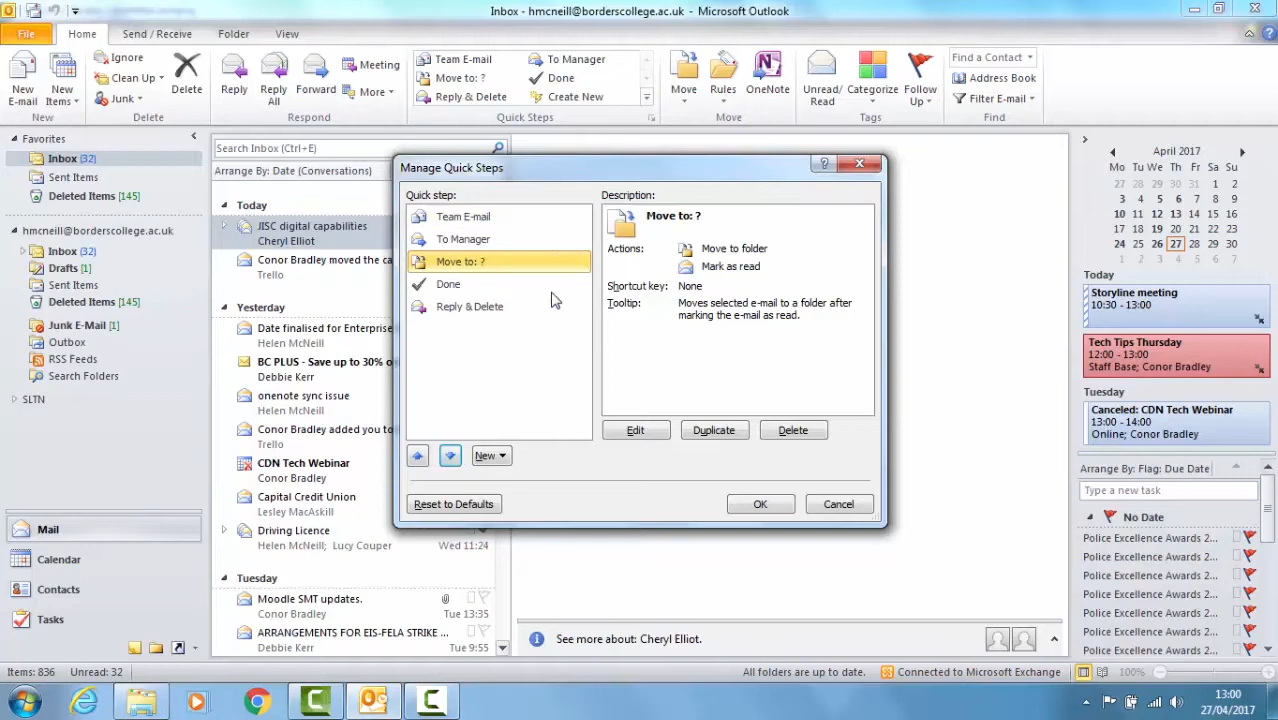 Inbox - hmcneill@borderscollege.ac.uk - Microsoft Outlook
File
Home
Send / Receive
Folder
View
New
E-mail
New
Items
Ignore
Clean Up
Junk
Delete
Reply
Reply
All
Forward
Meeting
More
Team E-mail
Move to: ?
Reply & Delete
To Manager
Done
Create New
Move
Rules
OneNote
Unread/
Read
Categorize
Follow
Up
Find a Contact
Address Book
Filter E-mail
New
Delete
Respond
Quick Steps
Move
Tags
Find
Favorites
Inbox (32)
Sent Items
Deleted Items [145]
hmcneill@borderscollege.ac.uk
Inbox (32)
Drafts [1]
Sent Items
Deleted Items [145]
Junk E-Mail [1]
Outbox
RSS Feeds
Search Folders
SLTN
Mail
Calendar
Contacts
Tasks
Search Inbox (Ctrl+E)
Arrange By: Date (Conversations)
Today
JISC digital capabilities
Cheryl Elliot
Conor Bradley moved the ca
Trello
Yesterday
Date finalised for Enterprise
Helen McNeill
BC PLUS - Save up to 30% o
Debbie Kerr
onenote sync issue
Helen McNeill
Conor Bradley added you to
Trello
CDN Tech Webinar
Conor Bradley
Capital Credit Union
Lesley MacAskill
Driving Licence
Helen McNeill; Lucy Couper
Wed 11:24
Tuesday
Moodle SMT updates.
Conor Bradley
Tue 13:35
ARRANGEMENTS FOR EIS-FELA STRIKE ...
Debbie Kerr
Tue 9:55
Manage Quick Steps
Quick step:
Team E-mail
To Manager
Move to: ?
Done
Reply & Delete
New
Reset to Defaults
Description:
Move to: ?
Actions:
Move to folder
Mark as read
Shortcut key: None
Tooltip: Moves selected e-mail to a folder after
marking the e-mail as read.
Edit
Duplicate
Delete
OK
Cancel
See more about: Cheryl Elliot.
April 2017
Mo Tu We Th Fr Sa Su
27 28 29 30 31 1 2
3 4 5 6 7 8 9
10 11 12 13 14 15 16
17 18 19 20 21 22 23
24 25 26 27 28 29 30
1 2 3 4 5 6 7
Today
Storyline meeting
10:30 - 13:00
Tech Tips Thursday
12:00 - 13:00
Staff Base; Conor Bradley
Tuesday
Canceled: CDN Tech Webinar
13:00 - 14:00
Online; Conor Bradley
Arrange By: Flag: Due Date
Type a new task
No Date
Police Excellence Awards 2...
Police Excellence Awards 2...
Police Excellence Awards 2...
Police Excellence Awards 2...
Police Excellence Awards 2...
Police Excellence Awards 2...
Police Excellence Awards 2...
Items: 836
Unread: 32
All folders are up to date.
Connected to Microsoft Exchange
100%
13:00
27/04/2017